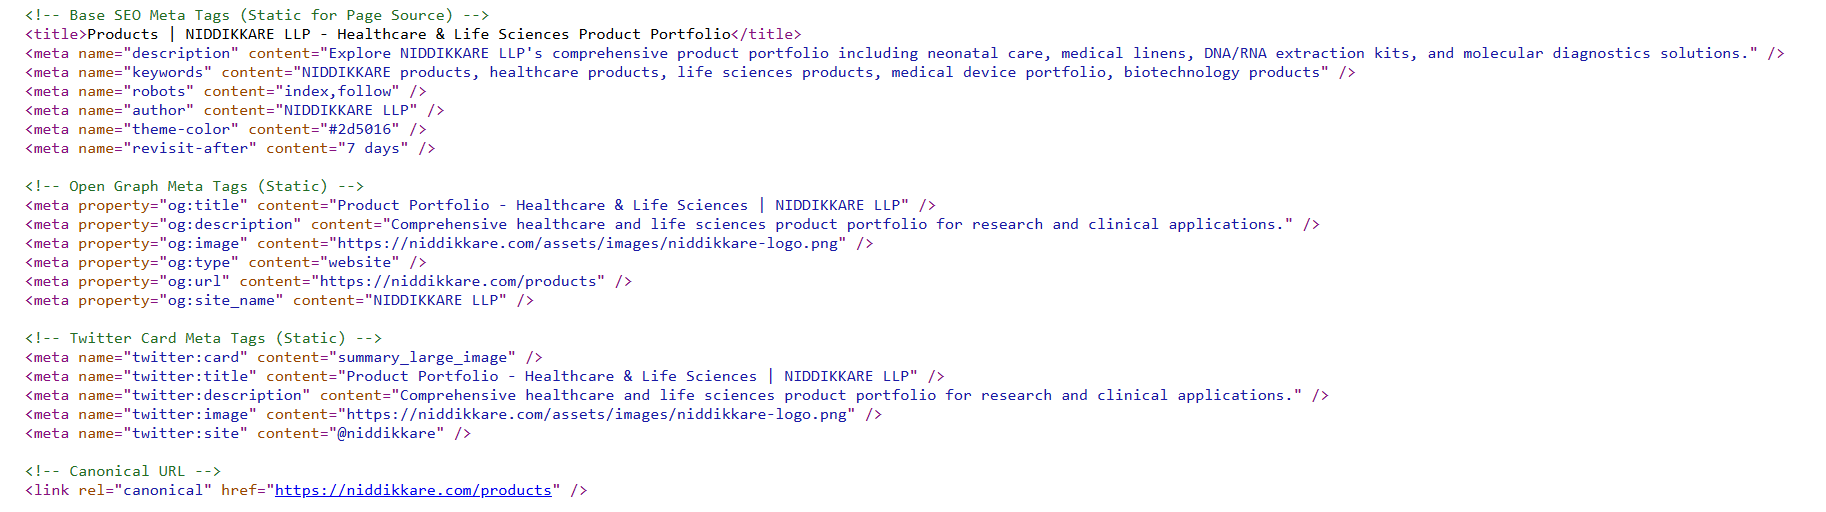 <!-- Base SEO Meta Tags (Static for Page Source) -->
<title>Products | NIDDIKKARE LLP - Healthcare & Life Sciences Product Portfolio</title>
<meta name="description" content="Explore NIDDIKKARE LLP's comprehensive product portfolio including neonatal care, medical linens, DNA/RNA extraction kits, and molecular diagnostics solutions." />
<meta name="keywords" content="NIDDIKKARE products, healthcare products, life sciences products, medical device portfolio, biotechnology products" />
<meta name="robots" content="index,follow" />
<meta name="author" content="NIDDIKKARE LLP" />
<meta name="theme-color" content="#2d5016" />
<meta name="revisit-after" content="7 days" />
<!-- Open Graph Meta Tags (Static) -->
<meta property="og:title" content="Product Portfolio - Healthcare & Life Sciences | NIDDIKKARE LLP" />
<meta property="og:description" content="Comprehensive healthcare and life sciences product portfolio for research and clinical applications." />
<meta property="og:image" content="https://niddikkare.com/assets/images/niddikkare-logo.png" />
<meta property="og:type" content="website" />
<meta property="og:url" content="https://niddikkare.com/products" />
<meta property="og:site_name" content="NIDDIKKARE LLP" />
<!-- Twitter Card Meta Tags (Static) -->
<meta name="twitter:card" content="summary_large_image" />
<meta name="twitter:title" content="Product Portfolio - Healthcare & Life Sciences | NIDDIKKARE LLP" />
<meta name="twitter:description" content="Comprehensive healthcare and life sciences product portfolio for research and clinical applications." />
<meta name="twitter:image" content="https://niddikkare.com/assets/images/niddikkare-logo.png" />
<meta name="twitter:site" content="@niddikkare" />
<!-- Canonical URL -->
<link rel="canonical" href="https://niddikkare.com/products" />